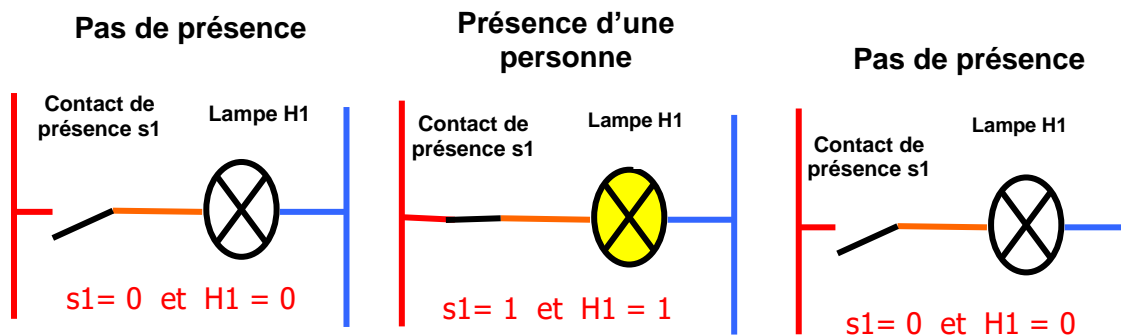 Pas de présence
Contact de
présence s1
Lampe H1
s1= 0 et H1 = 0
Présence d’une
personne
Contact de
présence s1
Lampe H1
s1= 1 et H1 = 1
Pas de présence
Contact de
présence s1
Lampe H1
s1= 0 et H1 = 0